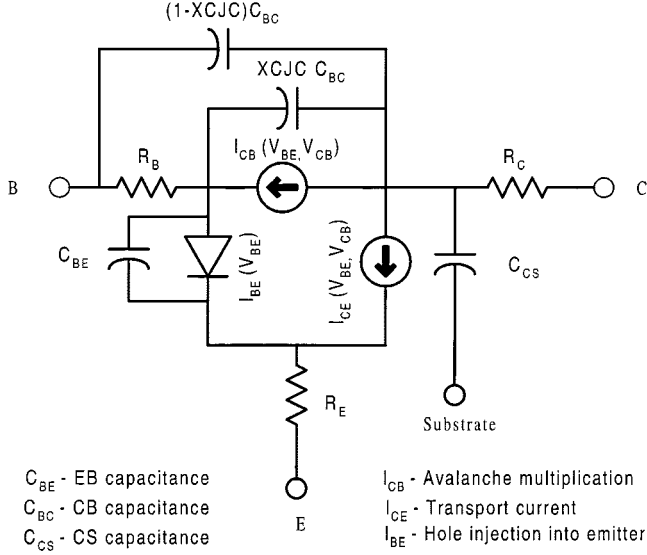 (1-XCJC)C_BC
XCJC C_BC
I_CB (V_BE, V_CB)
R_B
R_C
B
C
C_BE
I_BE (V_BE)
I_CE (V_BE, V_CB)
C_CS
R_E
Substrate
E
C_BE - EB capacitance
C_BC - CB capacitance
C_CS - CS capacitance
I_CB - Avalanche multiplication
I_CE - Transport current
I_BE - Hole injection into emitter